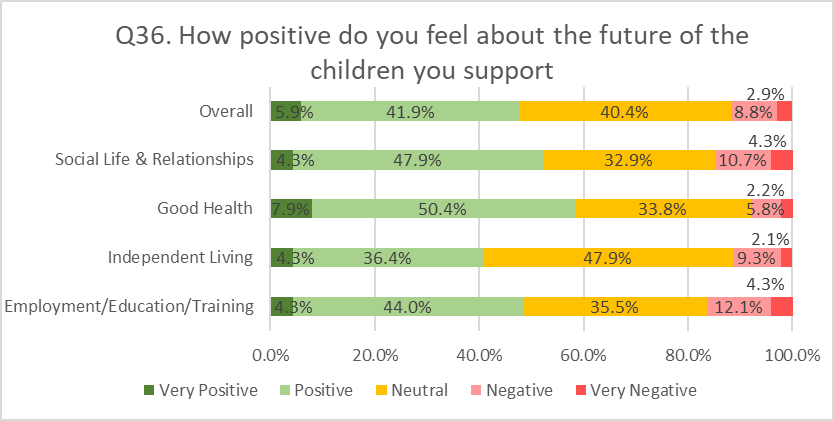 Q36. How positive do you feel about the future of the
children you support
2.9%
Overall 5.9% 41.9% 40.4% 8.8%
4.3%
Social Life & Relationships 4.3% 47.9% 32.9% 10.7%
2.2%
Good Health 7.9% 50.4% 33.8% 5.8%
2.1%
Independent Living 4.3% 36.4% 47.9% 9.3%
4.3%
Employment/Education/Training 4.3% 44.0% 35.5% 12.1%
0.0% 20.0% 40.0% 60.0% 80.0% 100.0%
Very Positive Positive Neutral Negative Very Negative